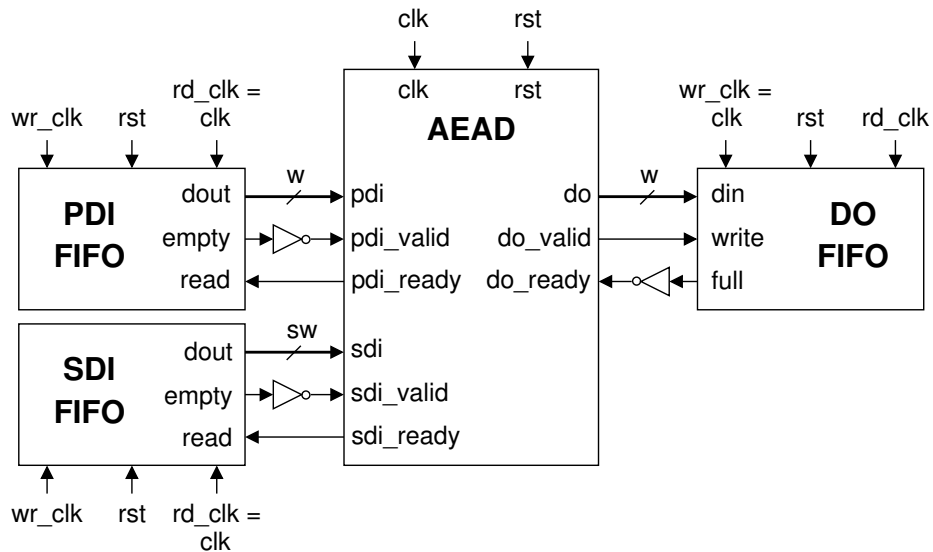 clk
rst
wr_clk
rst
rd_clk =
clk
clk
rst
AEAD
wr_clk =
clk
rst
rd_clk
PDI
FIFO
dout
empty
read
w
pdi
pdi_valid
pdi_ready
do
do_valid
do_ready
w
din
write
full
DO
FIFO
SDI
FIFO
dout
empty
read
sw
sdi
sdi_valid
sdi_ready
wr_clk
rst
rd_clk =
clk